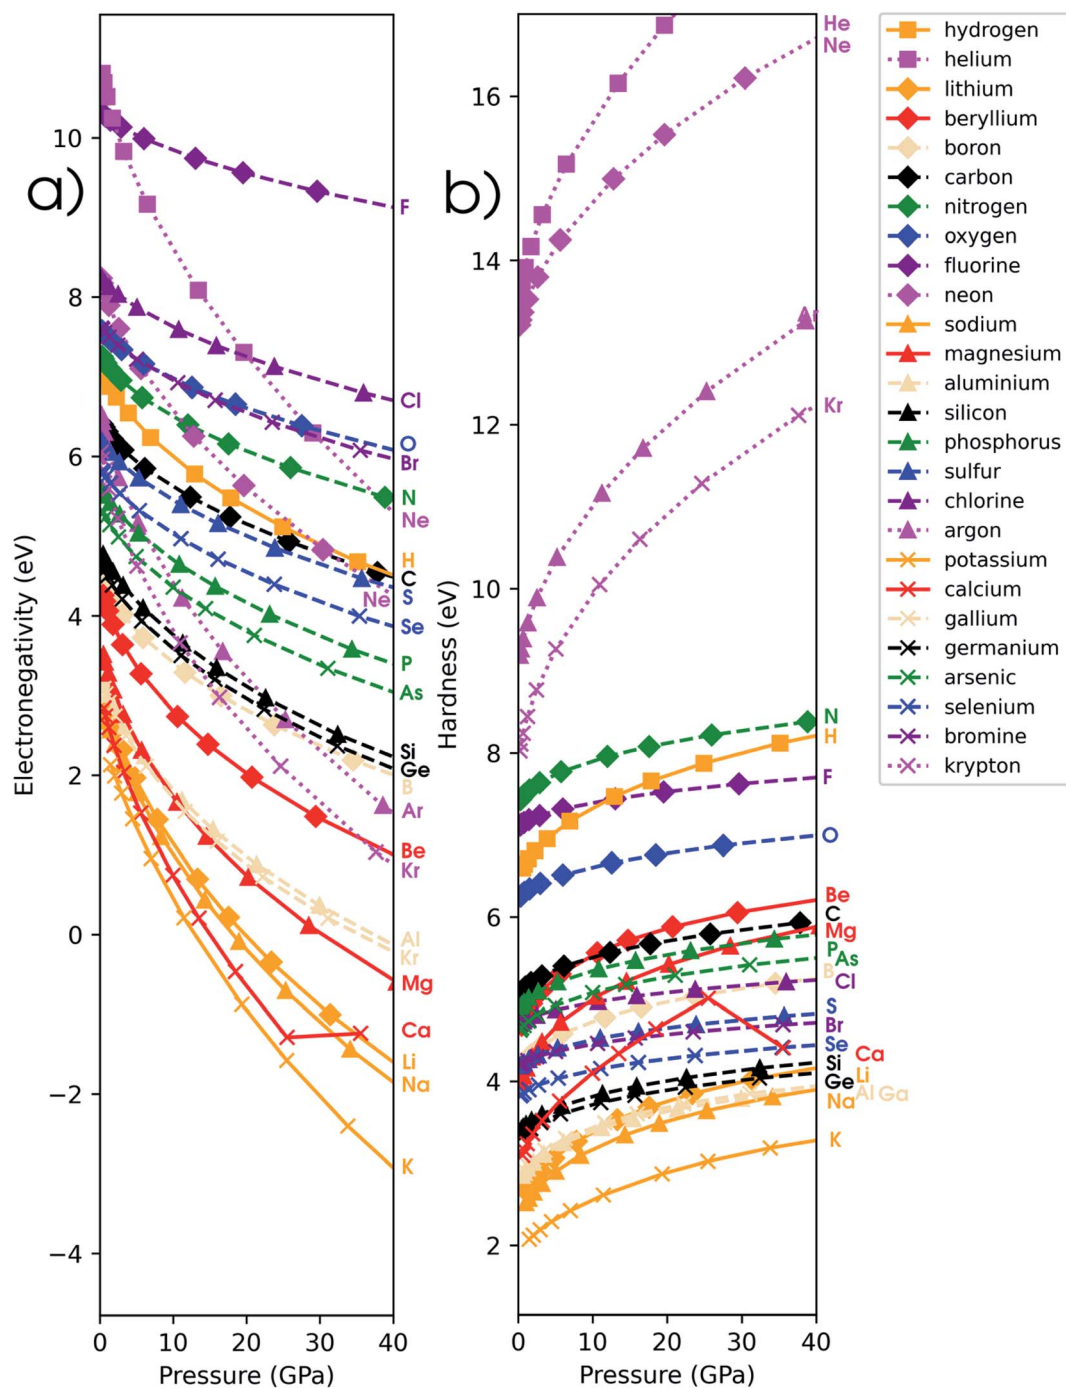 a)
10
8
6
4
2
0
−2
−4
Electronegativity (eV)
0
10
20
30
40
Pressure (GPa)
F
Cl
O
Br
N
Ne
H
C
S
Ne
Se
P
As
Si
Ge
B
Ar
Be
Kr
Al
Kr
Mg
Ca
Li
Na
K
b)
16
14
12
10
8
6
4
2
Hardness (eV)
0
10
20
30
40
Pressure (GPa)
He
Ne
Ar
Kr
N
H
F
O
Be
C
Mg
P
As
B
Cl
S
Br
Se
Ca
Si
Li
Ge
Al Ga
Na
K
hydrogen
helium
lithium
beryllium
boron
carbon
nitrogen
oxygen
fluorine
neon
sodium
magnesium
aluminium
silicon
phosphorus
sulfur
chlorine
argon
potassium
calcium
gallium
germanium
arsenic
selenium
bromine
krypton